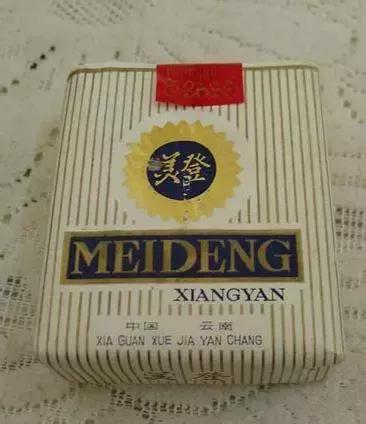 美登
MEIDENG
XIANGYAN
中国 云南
XIA GUAN XUE JIA YAN CHANG